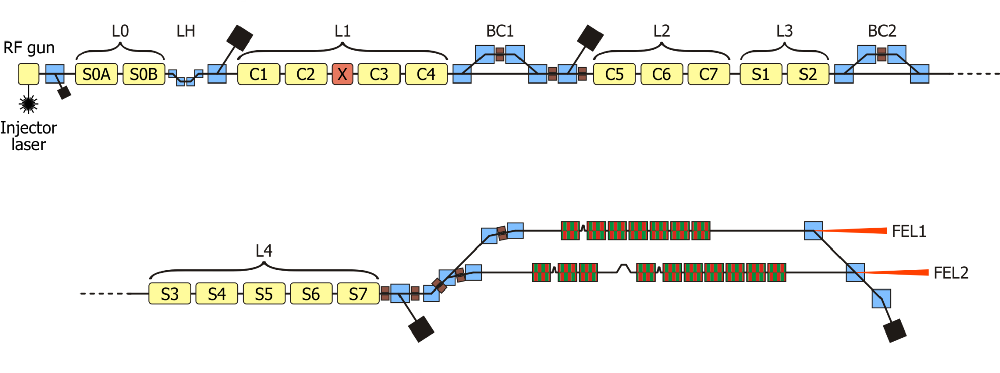 L0 LH L1 BC1 L2 L3 BC2
RF gun
S0A S0B C1 C2 X C3 C4 C5 C6 C7 S1 S2
Injector
laser
FEL1
L4
FEL2
S3 S4 S5 S6 S7